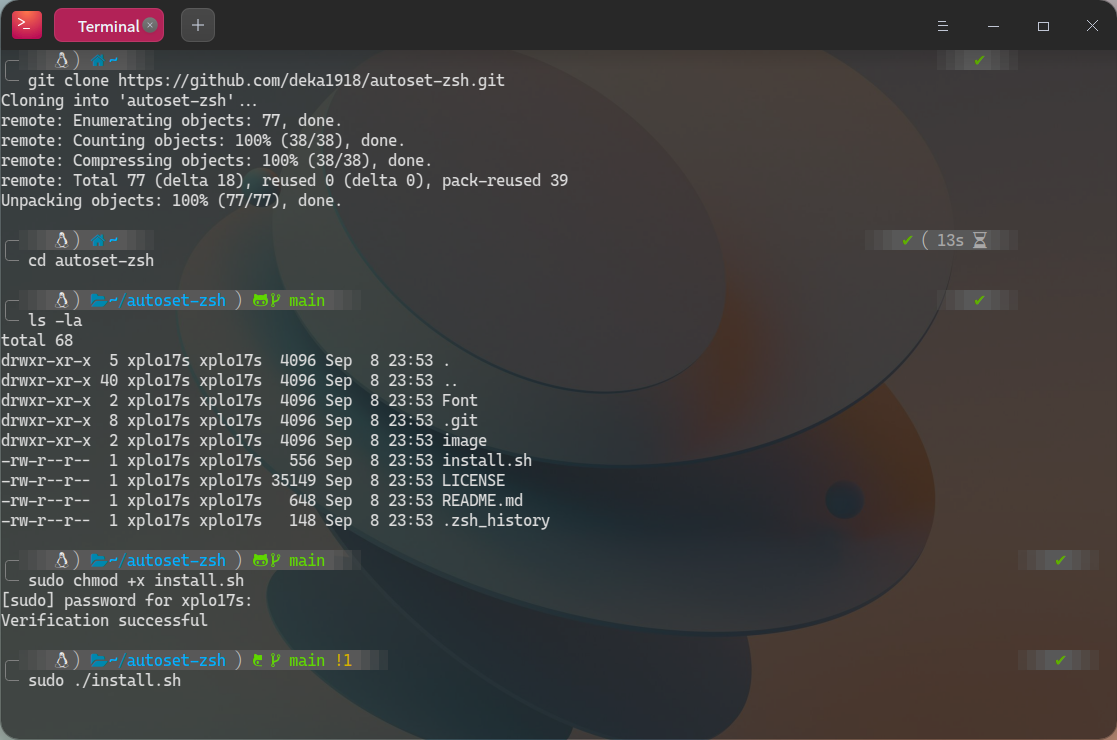 Terminal
~
git clone https://github.com/deka1918/autoset-zsh.git
Cloning into 'autoset-zsh'...
remote: Enumerating objects: 77, done.
remote: Counting objects: 100% (38/38), done.
remote: Compressing objects: 100% (38/38), done.
remote: Total 77 (delta 18), reused 0 (delta 0), pack-reused 39
Unpacking objects: 100% (77/77), done.
~ ✔ ( 13s
cd autoset-zsh
~/autoset-zsh ) main ✔
ls -la
total 68
drwxr-xr-x  5 xplo17s xplo17s  4096 Sep  8 23:53 .
drwxr-xr-x 40 xplo17s xplo17s  4096 Sep  8 23:53 ..
drwxr-xr-x  2 xplo17s xplo17s  4096 Sep  8 23:53 Font
drwxr-xr-x  8 xplo17s xplo17s  4096 Sep  8 23:53 .git
drwxr-xr-x  2 xplo17s xplo17s  4096 Sep  8 23:53 image
-rw-r--r--  1 xplo17s xplo17s   556 Sep  8 23:53 install.sh
-rw-r--r--  1 xplo17s xplo17s 35149 Sep  8 23:53 LICENSE
-rw-r--r--  1 xplo17s xplo17s   648 Sep  8 23:53 README.md
-rw-r--r--  1 xplo17s xplo17s   148 Sep  8 23:53 .zsh_history
~/autoset-zsh ) main ✔
sudo chmod +x install.sh
[sudo] password for xplo17s:
Verification successful
~/autoset-zsh ) main !1 ✔
sudo ./install.sh